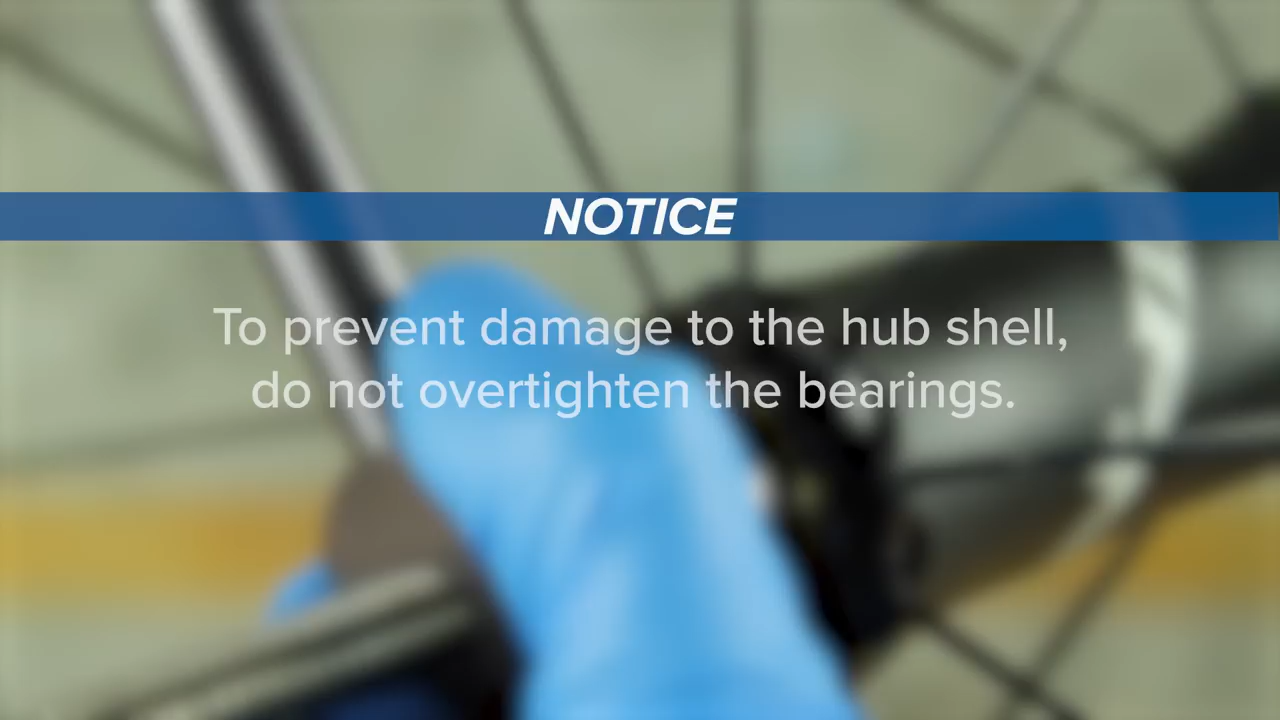 NOTICE
To prevent damage to the hub shell,
do not overtighten the bearings.